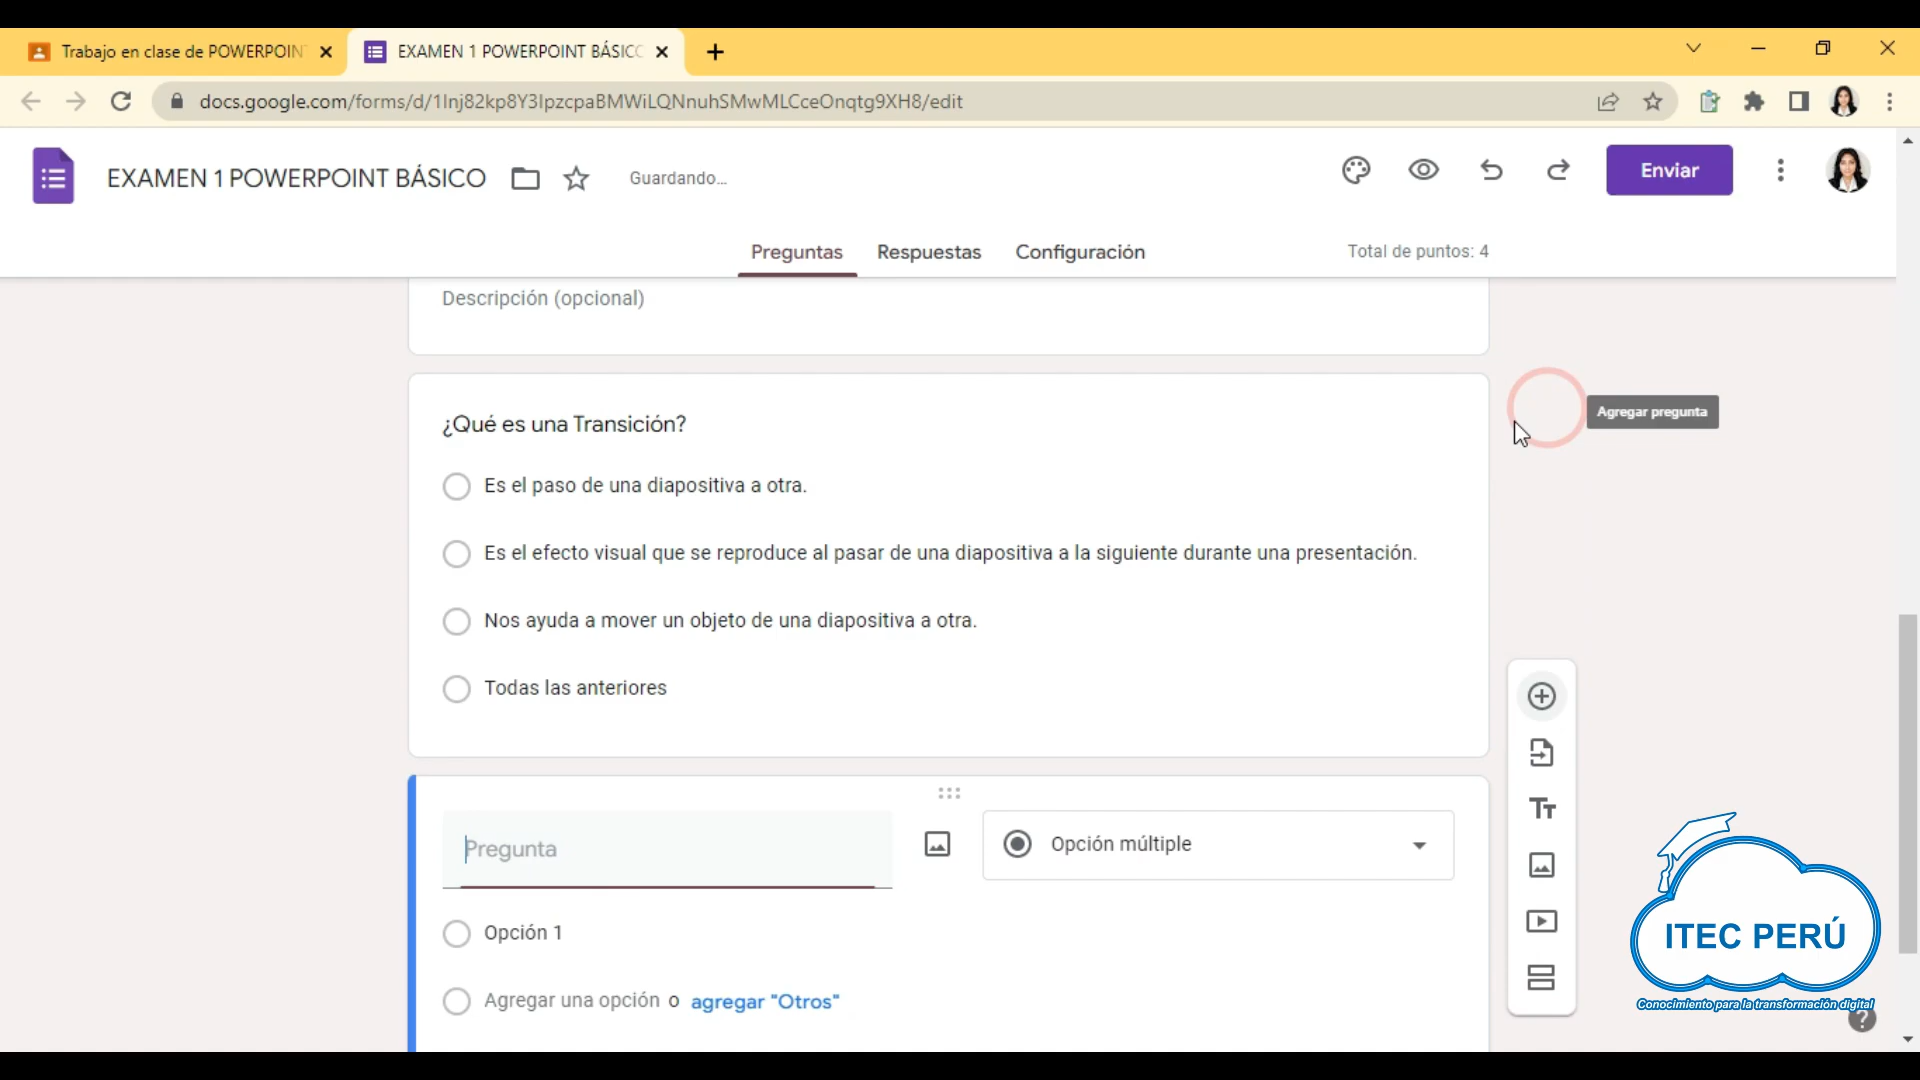 Trabajo en clase de POWERPOIN
EXAMEN 1 POWERPOINT BÁSICO
docs.google.com/forms/d/1Inj82kp8Y3IpzcpaBMWiLQNnuhSMwMLCceOnqtg9XH8/edit
EXAMEN 1 POWERPOINT BÁSICO
Guardando...
Enviar
Preguntas
Respuestas
Configuración
Total de puntos: 4
Descripción (opcional)
¿Qué es una Transición?
Agregar pregunta
Es el paso de una diapositiva a otra.
Es el efecto visual que se reproduce al pasar de una diapositiva a la siguiente durante una presentación.
Nos ayuda a mover un objeto de una diapositiva a otra.
Todas las anteriores
Pregunta
Opción múltiple
Opción 1
Agregar una opción o agregar "Otros"
ITEC PERÚ
Conocimiento para la transformación digital